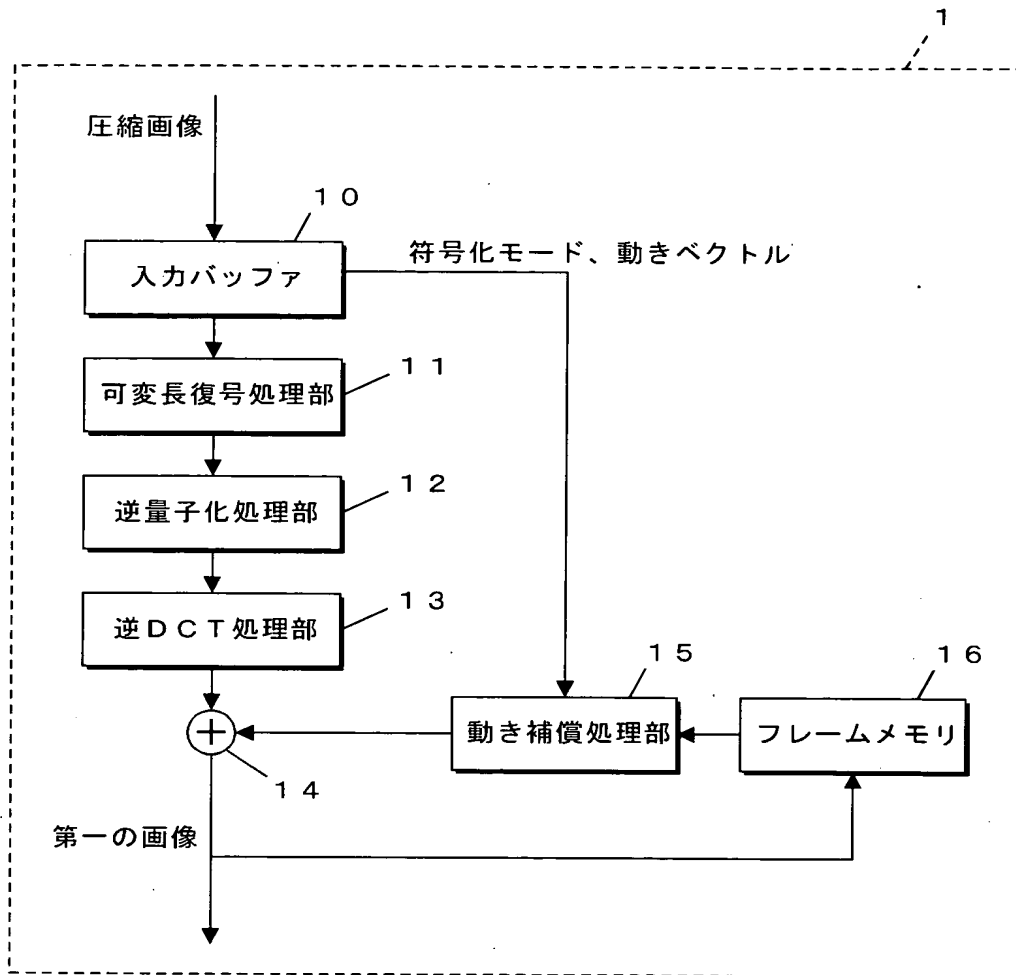 １
圧縮画像
１０
入力バッファ
符号化モード、動きベクトル
１１
可変長復号処理部
１２
逆量子化処理部
１３
逆ＤＣＴ処理部
１５
動き補償処理部
１６
フレームメモリ
＋
１４
第一の画像